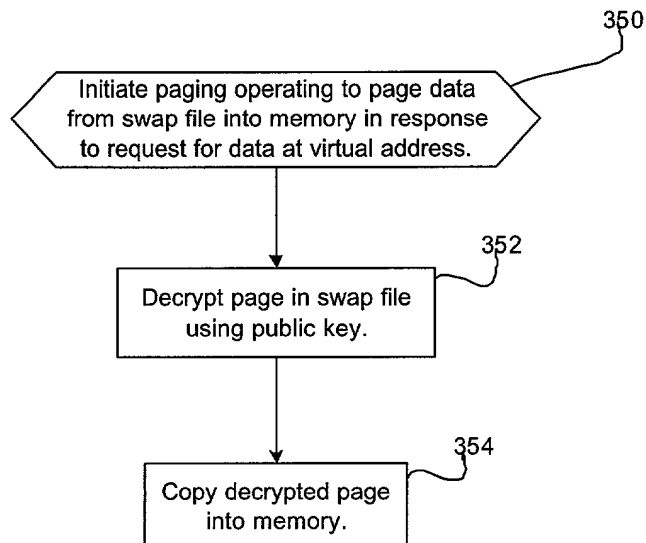 350
Initiate paging operating to page data
from swap file into memory in response
to request for data at virtual address.
352
Decrypt page in swap file
using public key.
354
Copy decrypted page
into memory.